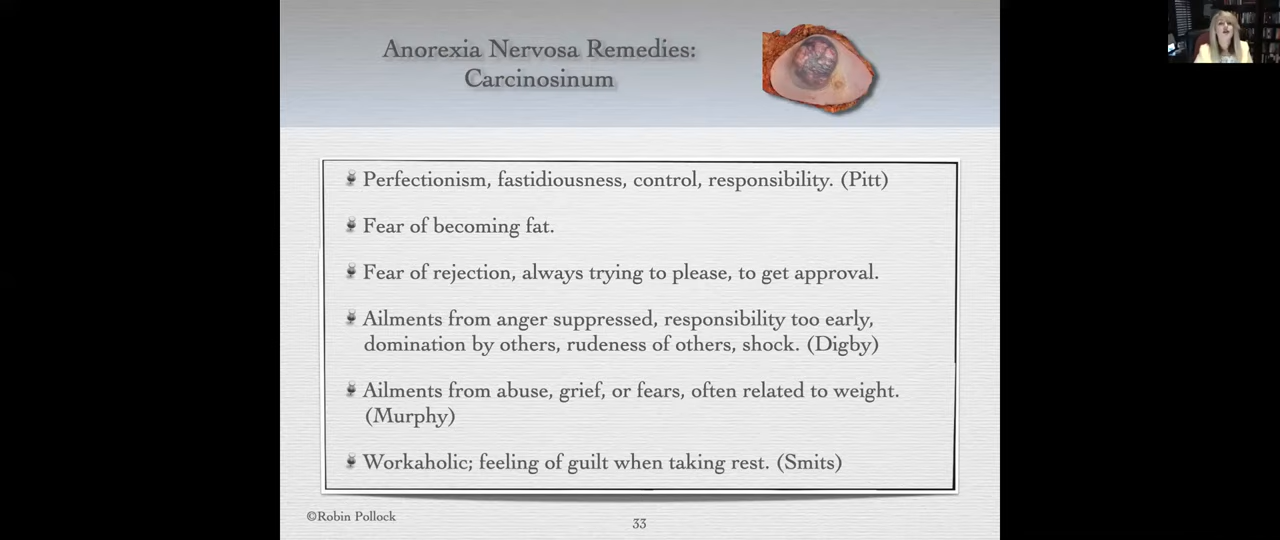 Anorexia Nervosa Remedies:
Carcinosinum
Perfectionism, fastidiousness, control, responsibility. (Pitt)
Fear of becoming fat.
Fear of rejection, always trying to please, to get approval.
Ailments from anger suppressed, responsibility too early,
domination by others, rudeness of others, shock. (Digby)
Ailments from abuse, grief, or fears, often related to weight.
(Murphy)
Workaholic; feeling of guilt when taking rest. (Smits)
©Robin Pollock
33